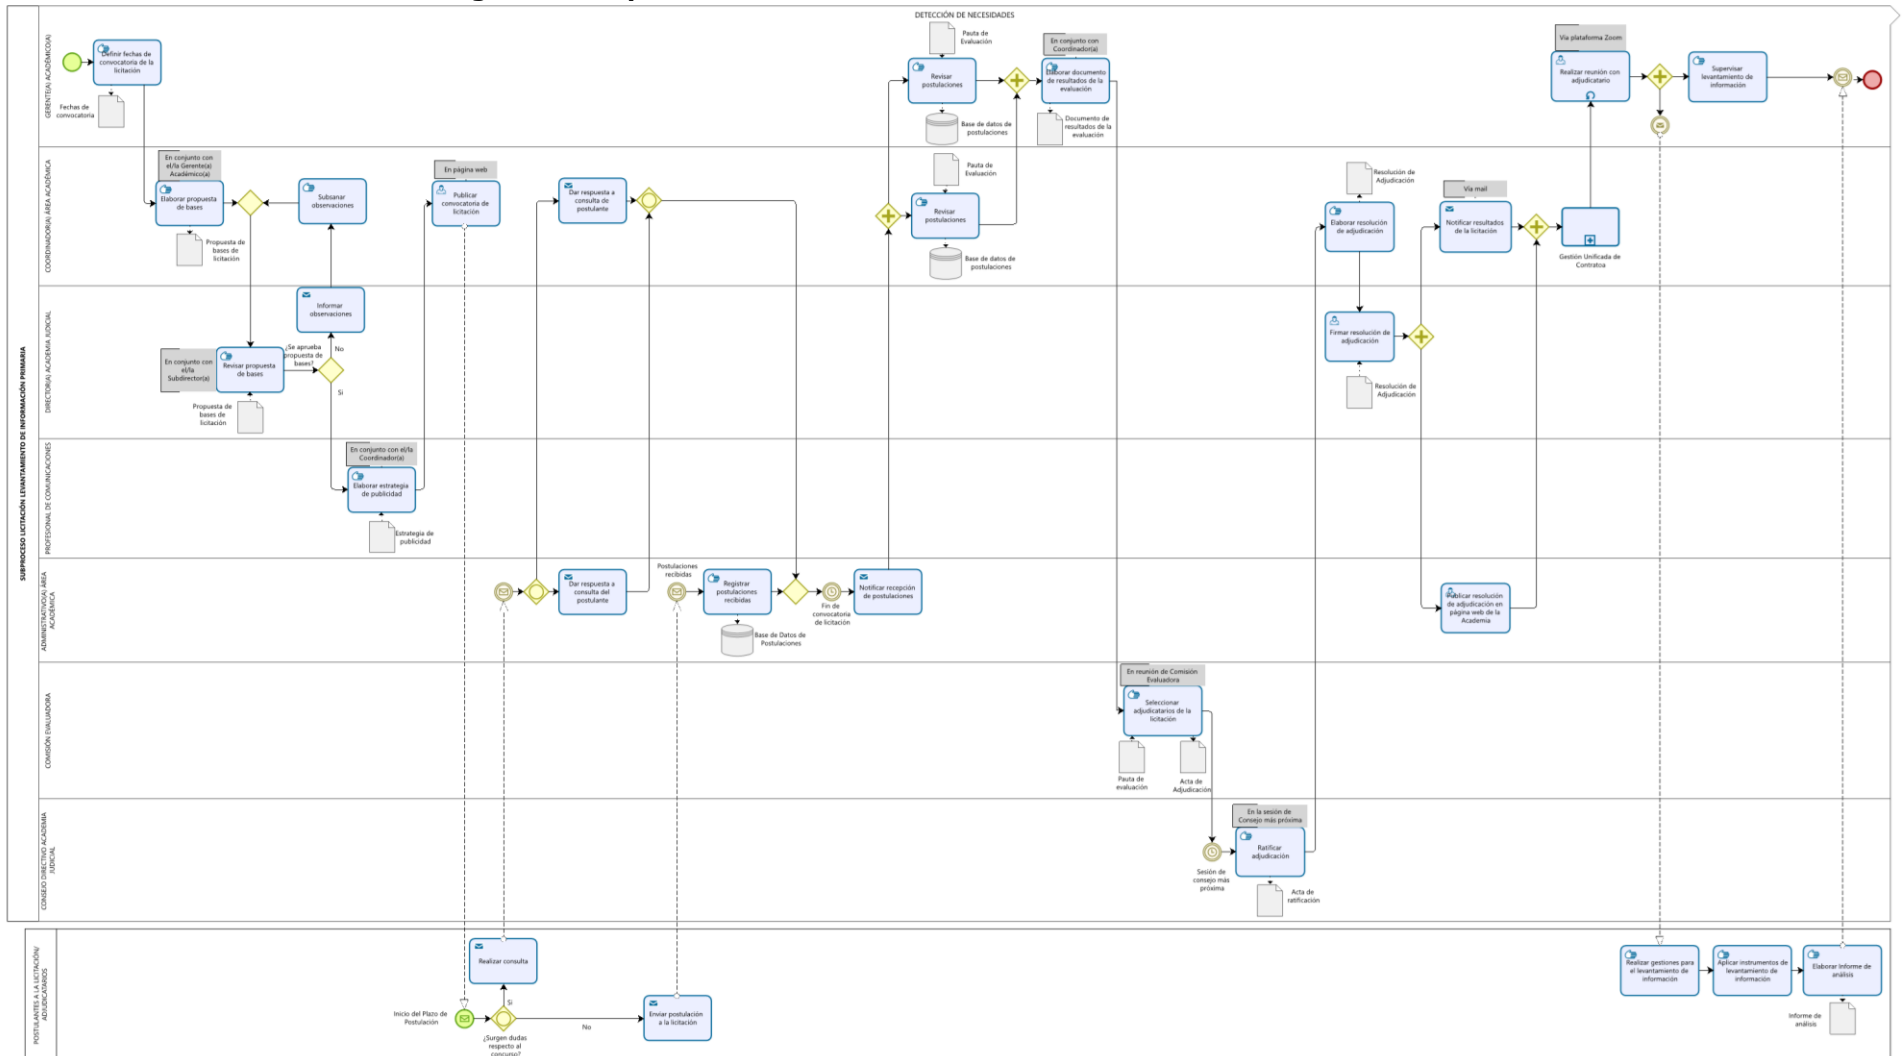 DETECCIÓN DE NECESIDADES
SUBPROCESO LICITACIÓN LEVANTAMIENTO DE INFORMACIÓN PRIMARIA
GERENTE(A) ACADÉMICO(A)
Definir fechas de
convocatoria de la
licitación
Fechas de
convocatoria
Pauta de
Evaluación
Revisar
postulaciones
Base de datos de
postulaciones
En conjunto con
Coordinador(a)
Elaborar documento
de resultados de la
evaluación
Documento de
resultados de la
evaluación
Vía plataforma Zoom
Realizar reunión con
adjudicatario
Supervisar
levantamiento de
información
COORDINADOR(A) ÁREA ACADÉMICA
En conjunto con
el/la Gerente(a)
Académico(a)
Elaborar propuesta
de bases
Propuesta de
bases de
licitación
Subsanar
observaciones
En página web
Publicar
convocatoria de
licitación
Dar respuesta a
consulta de
postulante
Pauta de
Evaluación
Revisar
postulaciones
Base de datos de
postulaciones
Resolución de
Adjudicación
Elaborar resolución
de adjudicación
Vía mail
Notificar resultados
de la licitación
Gestión Unificada de
Contratoa
DIRECTOR(A) ACADEMIA JUDICIAL
Informar
observaciones
En conjunto con
el/la
Subdirector(a)
Revisar propuesta
de bases
¿Se aprueba
propuesta de
bases?
No
Si
Propuesta de
bases de
licitación
Firmar resolución de
adjudicación
Resolución de
Adjudicación
PROFESIONAL DE COMUNICACIONES
En conjunto con el/la
Coordinador(a)
Elaborar estrategia
de publicidad
Estrategia de
publicidad
ADMINISTRATIVO(A) ÁREA
ACADÉMICA
Dar respuesta a
consulta del
postulante
Postulaciones
recibidas
Registrar
postulaciones
recibidas
Base de Datos de
Postulaciones
Fin de
convocatoria
de licitación
Notificar recepción
de postulaciones
Publicar resolución
de adjudicación en
página web de la
Academia
COMISIÓN EVALUADORA
En reunión de Comisión
Evaluadora
Seleccionar
adjudicatarios de la
licitación
Pauta de
evaluación
Acta de
Adjudicación
CONSEJO DIRECTIVO ACADEMIA
JUDICIAL
En la sesión de
Consejo más próxima
Ratificar
adjudicación
Sesión de
consejo más
próxima
Acta de
ratificación
POSTULANTES A LA LICITACIÓN/
ADJUDICATARIOS
Realizar consulta
Inicio del Plazo de
Postulación
Si
¿Surgen dudas
respecto al
concurso?
No
Enviar postulación
a la licitación
Realizar gestiones para
el levantamiento de
información
Aplicar instrumentos de
levantamiento de
información
Elaborar Informe de
análisis
Informe de
análisis